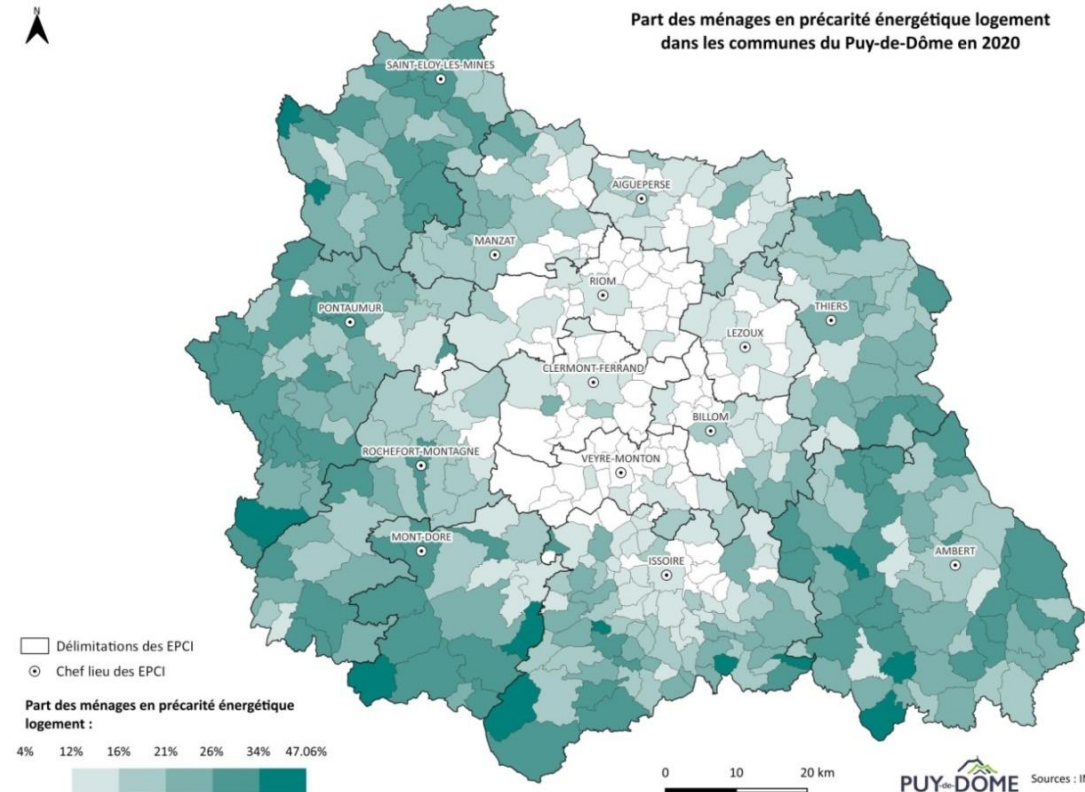 N
Part des ménages en précarité énergétique logement
dans les communes du Puy-de-Dôme en 2020
SAINT-ELOY-LES-MINES
AIGUEPERSE
MANZAT
RIOM
PONTAUMUR
THIERS
LEZOUX
CLERMONT-FERRAND
BILLOM
ROCHEFORT-MONTAGNE
VEYRE-MONTON
MONT-DORE
ISSOIRE
AMBERT
Délimitations des EPCI
Chef lieu des EPCI
Part des ménages en précarité énergétique
logement :
4% 12% 16% 21% 26% 34% 47.06%
0 10 20 km
PUY-de-DÔME
Sources :